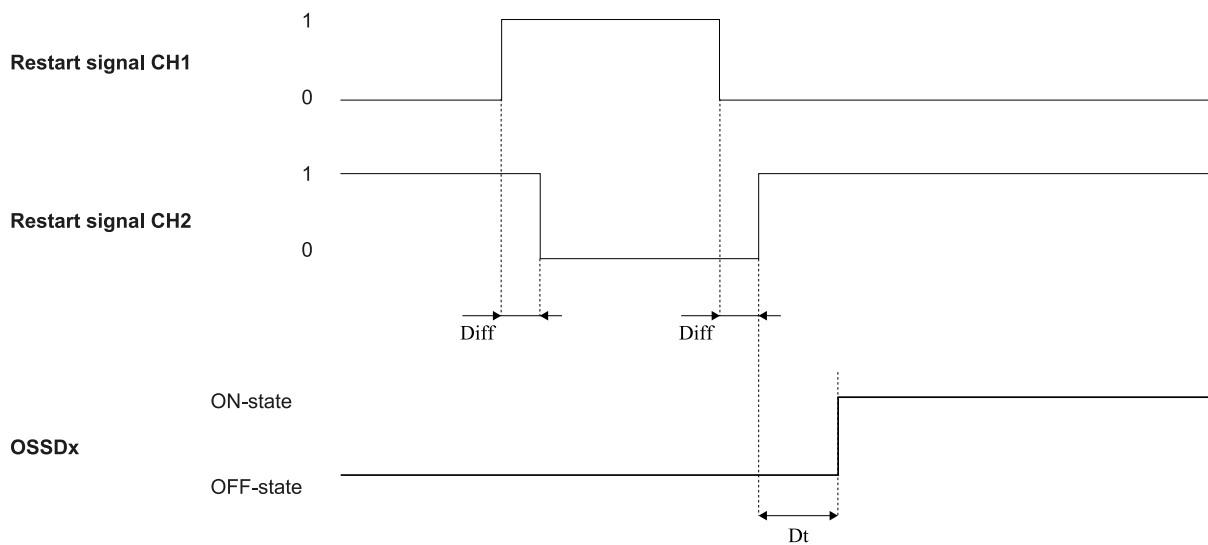 1
Restart signal CH1
0
1
Restart signal CH2
0
Diff Diff
ON-state
OSSDx
OFF-state
Dt